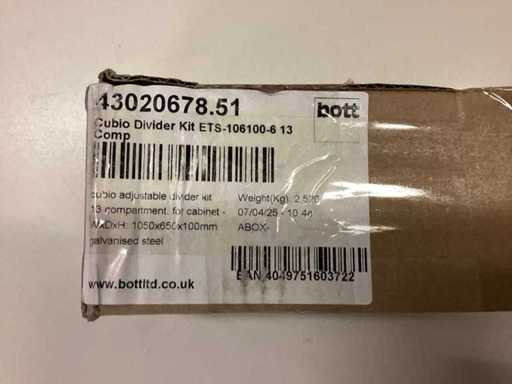 43020678.51
bott
Cubio Divider Kit ETS-106100-6 13
Comp
cubio adjustable divider kit
13 compartment. for cabinet -
WxDxH: 1050x650x100mm
galvanised steel
Weight(Kg) 2.520
07/04/25 - 10:46
ABOX-
EAN 4049751603722
www.bottltd.co.uk